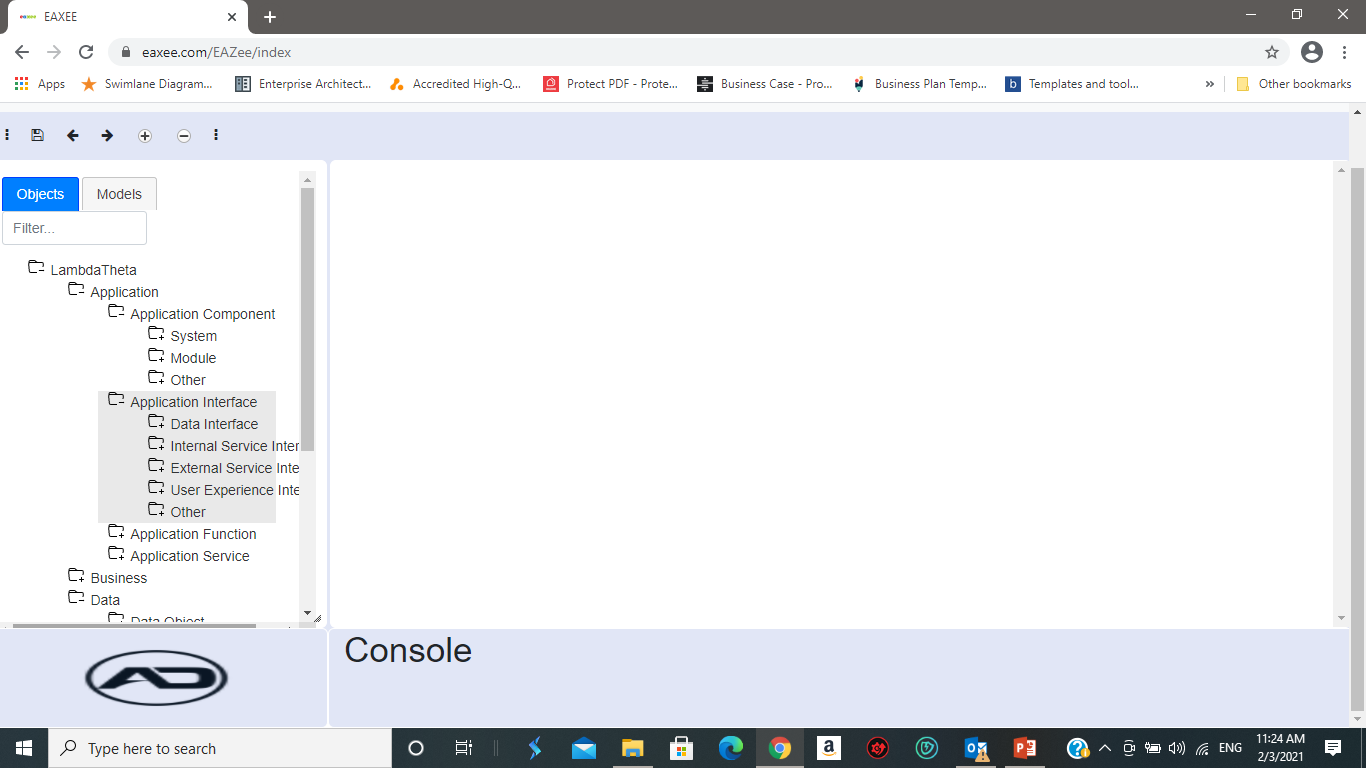 EAXEE
eaxee.com/EAZee/index
Apps Swimlane Diagram... Enterprise Architect... Accredited High-Q... Protect PDF - Prote... Business Case - Pro... Business Plan Temp... b Templates and tool... » Other bookmarks
Objects Models
Filter...
LambdaTheta
Application
Application Component
System
Module
Other
Application Interface
Data Interface
Internal Service Inter
External Service Inte
User Experience Inte
Other
Application Function
Application Service
Business
Data
Data Object
AD
Console
Type here to search
ENG
11:24 AM
2/3/2021